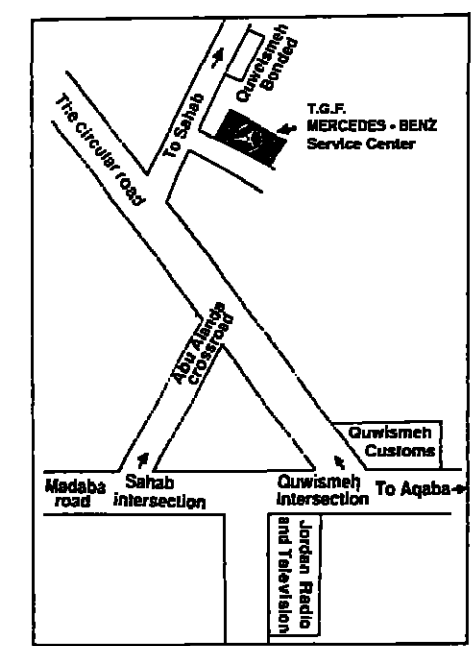 Quwismeh
Bonded
To Sahab
The circular road
T.G.F.
MERCEDES - BENZ
Service Center
Abu Alanda
crossroad
Quwismeh
Customs
Madaba
road
Sahab
intersection
Quwismeh
intersection
To Aqaba
Jordan Radio
and Television